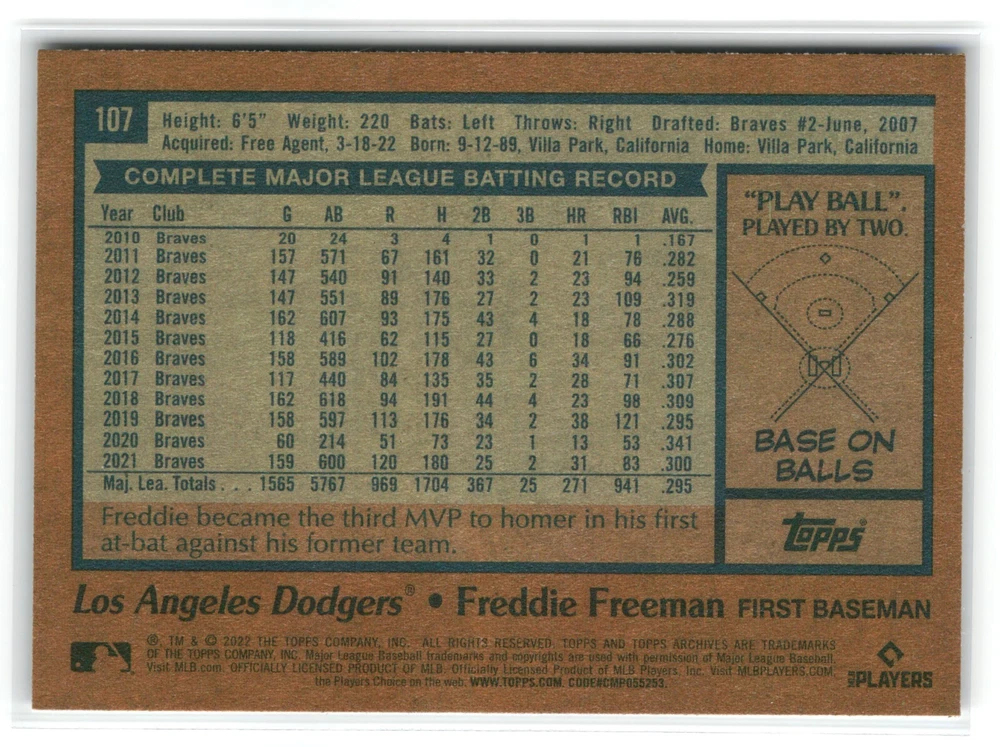 107
Height: 6'5" Weight: 220 Bats: Left Throws: Right Drafted: Braves #2-June, 2007
Acquired: Free Agent, 3-18-22 Born: 9-12-89, Villa Park, California Home: Villa Park, California
COMPLETE MAJOR LEAGUE BATTING RECORD
Year Club G AB R H 2B 3B HR RBI AVG.
2010 Braves 20 24 3 4 1 0 1 1 .167
2011 Braves 157 571 67 161 32 0 21 76 .282
2012 Braves 147 540 91 140 33 2 23 94 .259
2013 Braves 147 551 89 176 27 2 23 109 .319
2014 Braves 162 607 93 175 43 4 18 78 .288
2015 Braves 118 416 62 115 27 0 18 66 .276
2016 Braves 158 589 102 178 43 6 34 91 .302
2017 Braves 117 440 84 135 35 2 28 71 .307
2018 Braves 162 618 94 191 44 4 23 98 .309
2019 Braves 158 597 113 176 34 2 38 121 .295
2020 Braves 60 214 51 73 23 1 13 53 .341
2021 Braves 159 600 120 180 25 2 31 83 .300
Maj. Lea. Totals . . . 1565 5767 969 1704 367 25 271 941 .295
Freddie became the third MVP to homer in his first
at-bat against his former team.
"PLAY BALL".
PLAYED BY TWO.
BASE ON
BALLS
topps®
Los Angeles Dodgers® • Freddie Freeman FIRST BASEMAN
® TM & © 2022 THE TOPPS COMPANY, INC. ALL RIGHTS RESERVED. TOPPS AND TOPPS ARCHIVES ARE TRADEMARKS
OF THE TOPPS COMPANY, INC. Major League Baseball trademarks and copyrights are used with permission of Major League Baseball.
Visit MLB.com. OFFICIALLY LICENSED PRODUCT OF MLB Players, Inc. Officially Licensed Product of MLB Players, Inc. Visit MLBPLAYERS.COM,
the Players Choice on the web. WWW.TOPPS.COM. CODE#CMP055253.
MLB PLAYERS